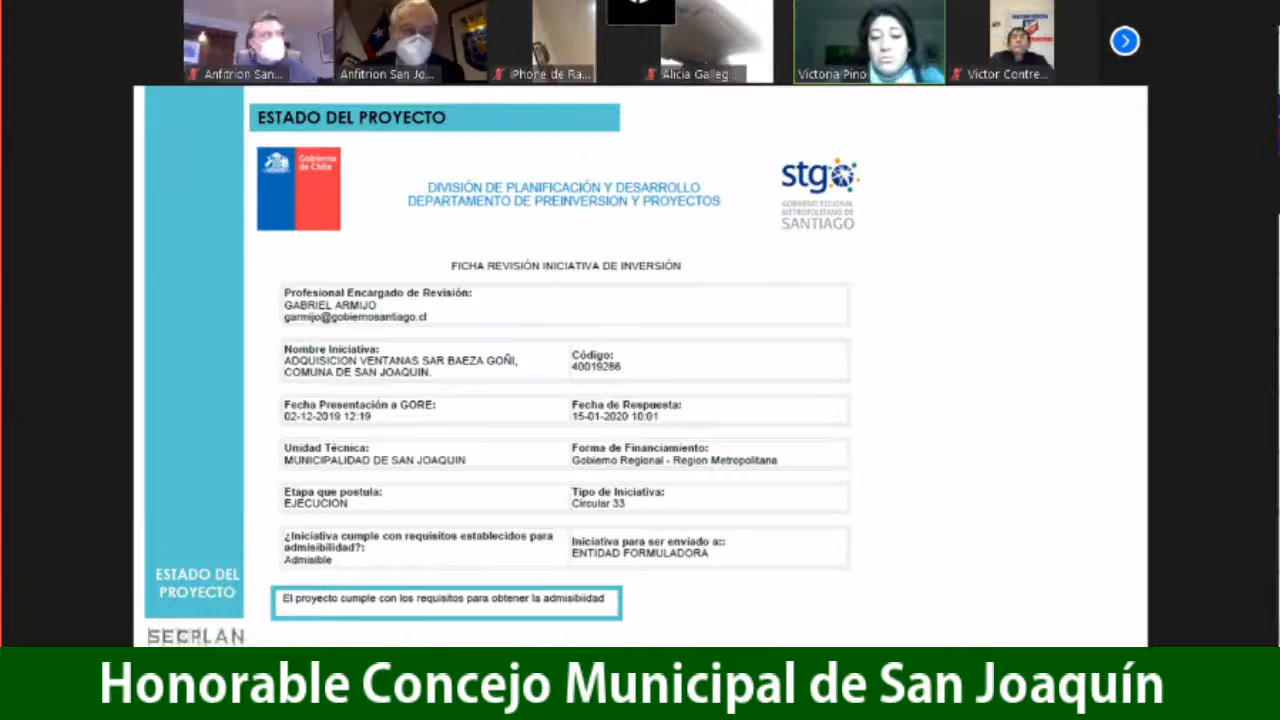 Anfitrion San...
Anfitrion San Jo...
iPhone de Ra...
Alicia Galleg...
Victoria Pino
Victor Contre...
ESTADO DEL PROYECTO
Gobierno
de Chile
DIVISIÓN DE PLANIFICACIÓN Y DESARROLLO
DEPARTAMENTO DE PREINVERSION Y PROYECTOS
stgo
GOBIERNO REGIONAL
METROPOLITANO DE
SANTIAGO
FICHA REVISIÓN INICIATIVA DE INVERSIÓN
Profesional Encargado de Revisión:
GABRIEL ARMIJO
garmijo@gobiernosantiago.cl
Nombre Iniciativa:
ADQUISICION VENTANAS SAR BAEZA GOÑI,
COMUNA DE SAN JOAQUIN.
Código:
40019286
Fecha Presentación a GORE:
02-12-2019 12:19
Fecha de Respuesta:
15-01-2020 10:01
Unidad Técnica:
MUNICIPALIDAD DE SAN JOAQUIN
Forma de Financiamiento:
Gobierno Regional - Region Metropolitana
Etapa que postula:
EJECUCION
Tipo de Iniciativa:
Circular 33
¿Iniciativa cumple con requisitos establecidos para
admisibilidad?:
Admisible
Iniciativa para ser enviado a::
ENTIDAD FORMULADORA
El proyecto cumple con los requisitos para obtener la admisibiidad
ESTADO DEL
PROYECTO
SECPLAN
Honorable Concejo Municipal de San Joaquín